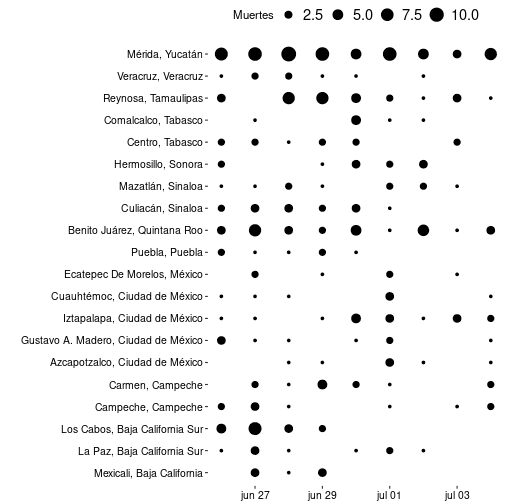 Muertes 2.5 5.0 7.5 10.0
Mérida, Yucatán
Veracruz, Veracruz
Reynosa, Tamaulipas
Comalcalco, Tabasco
Centro, Tabasco
Hermosillo, Sonora
Mazatlán, Sinaloa
Culiacán, Sinaloa
Benito Juárez, Quintana Roo
Puebla, Puebla
Ecatepec De Morelos, México
Cuauhtémoc, Ciudad de México
Iztapalapa, Ciudad de México
Gustavo A. Madero, Ciudad de México
Azcapotzalco, Ciudad de México
Carmen, Campeche
Campeche, Campeche
Los Cabos, Baja California Sur
La Paz, Baja California Sur
Mexicali, Baja California
jun 27 jun 29 jul 01 jul 03